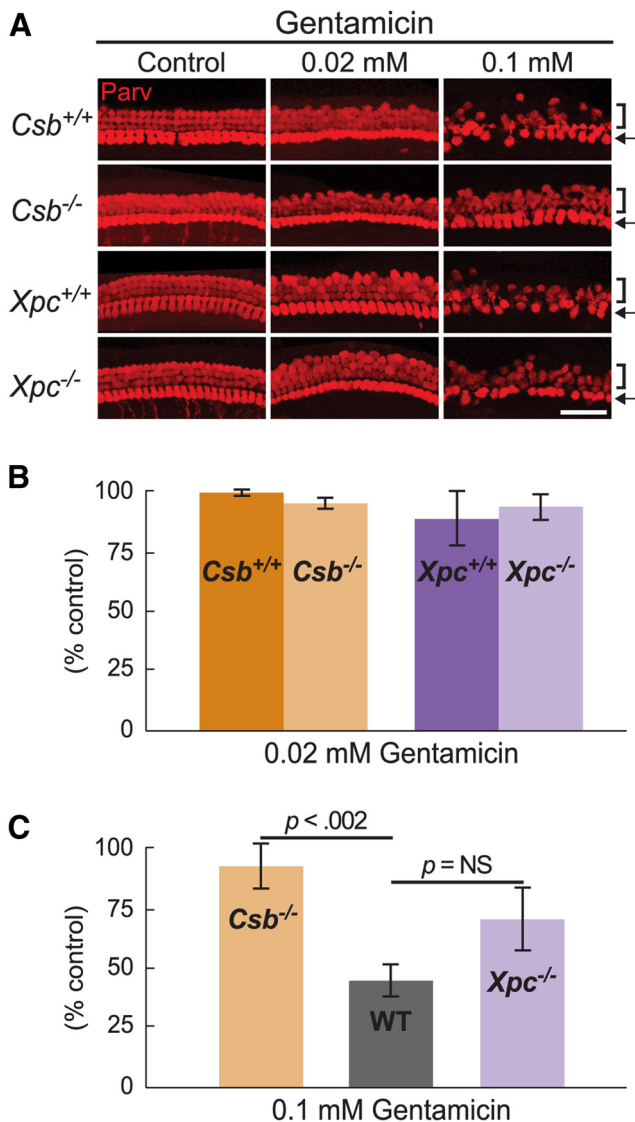 A
Gentamicin
Control 0.02 mM 0.1 mM
Parv
Csb+/+
Csb-/-
Xpc+/+
Xpc-/-
B
100
75
50
25
0
(% control)
Csb+/+ Csb-/- Xpc+/+ Xpc-/-
0.02 mM Gentamicin
C
p < .002
p = NS
100
75
50
25
0
(% control)
Csb-/-
WT
Xpc-/-
0.1 mM Gentamicin